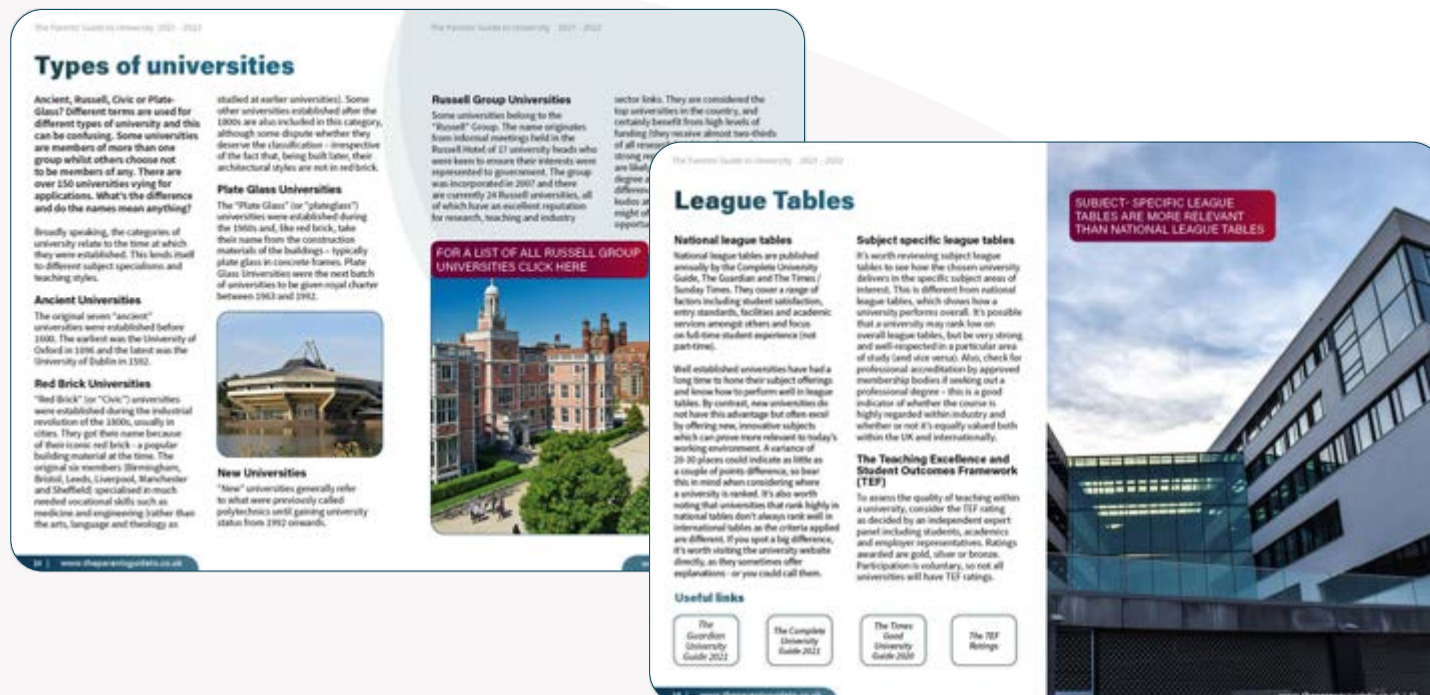 The Parents Guide to University 2021 - 2022
Types of universities
Ancient, Russell, Civic or Plate-
Glass? Different terms are used for
different types of university and this
can be confusing. Some universities
are members of more than one
group whilst others choose not
to be members of any. There are
over 150 universities vying for
applications. What's the difference
and do the names mean anything?
Broadly speaking, the categories of
university relate to the time at which
they were established. This lends itself
to different subject specialisms and
teaching styles.
Ancient Universities
The original seven "ancient"
universities were established before
1600. The earliest was the University of
Oxford in 1096 and the latest was the
University of Dublin in 1592.
Red Brick Universities
"Red Brick" (or "Civic") universities
were established during the industrial
revolution of the 1800s, usually in
cities. They got their name because
of their iconic red brick - a popular
building material at the time. The
original six members (Birmingham,
Bristol, Leeds, Liverpool, Manchester
and Sheffield) specialised in much
needed vocational skills such as
medicine and engineering (rather than
the arts, language and theology as
studied at earlier universities). Some
other universities established after the
1800s are also included in this category,
although some dispute whether they
deserve the classification – irrespective
of the fact that, being built later, their
architectural styles are not in red brick.
Plate Glass Universities
The "Plate Glass" (or "plateglass")
universities were established during
the 1960s and, like red brick, take
their name from the construction
materials of the buildings – typically
plate glass in concrete frames. Plate
Glass Universities were the next batch
of universities to be given royal charter
between 1963 and 1992.
New Universities
"New" universities generally refer
to what were previously called
polytechnics until gaining university
status from 1992 onwards.
www.theparentsguideto.co.uk
The Parents Guide to University 2021 - 2022
Russell Group Universities
Some universities belong to the
"Russell" Group. The name originates
from informal meetings held in the
Russell Hotel of 17 university heads who
were keen to ensure their interests were
represented to government. The group
was incorporated in 2007 and there
are currently 24 Russell universities, all
of which have an excellent reputation
for research, teaching and industry
sector links. They are considered the
top universities in the country, and
certainly benefit from high levels of
funding (they receive almost two-thirds
of all
strong
are likely
degree
might of
FOR A LIST OF ALL RUSSELL GROUP
UNIVERSITIES CLICK HERE
The Parents Guide to University 2021 - 2022
League Tables
National league tables
National league tables are published
annually by the Complete University
Guide, The Guardian and The Times /
Sunday Times. They cover a range of
factors including student satisfaction,
entry standards, facilities and academic
services amongst others and focus
on full-time student experience (not
part-time).
Well established universities have had a
long time to hone their subject offerings
and know how to perform well in league
tables. By contrast, new universities do
not have this advantage but often excel
by offering new, innovative subjects
which can prove more relevant to today's
working environment. A variance of
20-30 places could indicate as little as
a couple of points difference, so bear
this in mind when considering where
a university is ranked. It's also worth
noting that universities that rank highly in
national tables don't always rank well in
international tables as the criteria applied
are different. If you spot a big difference,
it's worth visiting the university website
directly, as they sometimes offer
explanations - or you could call them.
Subject specific league tables
It's worth reviewing subject league
tables to see how the chosen university
delivers in the specific subject areas of
interest. This is different from national
league tables, which shows how a
university performs overall. It's possible
that a university may rank low on
overall league tables, but be very strong
and well-respected in a particular area
of study (and vice versa). Also, check for
professional accreditation by approved
membership bodies if seeking out a
professional degree – this is a good
indicator of whether the course is
highly regarded within industry and
whether or not it's equally valued both
within the UK and internationally.
The Teaching Excellence and
Student Outcomes Framework
(TEF)
To assess the quality of teaching within
a university, consider the TEF rating
as decided by an independent expert
panel including students, academics
and employer representatives. Ratings
awarded are gold, silver or bronze.
Participation is voluntary, so not all
universities will have TEF ratings.
Useful links
The
Guardian
University
Guide 2021
The Complete
University
Guide 2021
The Times
Good
University
Guide 2020
The TEF
Ratings
SUBJECT- SPECIFIC LEAGUE
TABLES ARE MORE RELEVANT
THAN NATIONAL LEAGUE TABLES